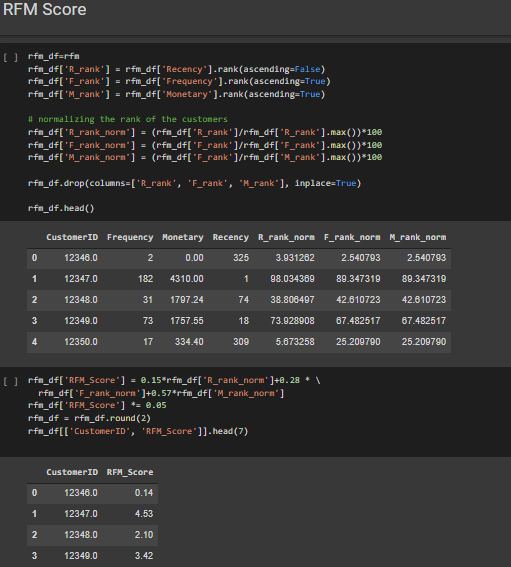 RFM Score
[ ] rfm_df=rfm
rfm_df['R_rank'] = rfm_df['Recency'].rank(ascending=False)
rfm_df['F_rank'] = rfm_df['Frequency'].rank(ascending=True)
rfm_df['M_rank'] = rfm_df['Monetary'].rank(ascending=True)
# normalizing the rank of the customers
rfm_df['R_rank_norm'] = (rfm_df['R_rank']/rfm_df['R_rank'].max())*100
rfm_df['F_rank_norm'] = (rfm_df['F_rank']/rfm_df['F_rank'].max())*100
rfm_df['M_rank_norm'] = (rfm_df['F_rank']/rfm_df['M_rank'].max())*100
rfm_df.drop(columns=['R_rank', 'F_rank', 'M_rank'], inplace=True)
rfm_df.head()
CustomerID Frequency Monetary Recency R_rank_norm F_rank_norm M_rank_norm
0 12346.0 2 0.00 325 3.931262 2.540793 2.540793
1 12347.0 182 4310.00 1 98.034369 89.347319 89.347319
2 12348.0 31 1797.24 74 38.806497 42.610723 42.610723
3 12349.0 73 1757.55 18 73.928908 67.482517 67.482517
4 12350.0 17 334.40 309 5.673258 25.209790 25.209790
[ ] rfm_df['RFM_Score'] = 0.15*rfm_df['R_rank_norm']+0.28 * \
rfm_df['F_rank_norm']+0.57*rfm_df['M_rank_norm']
rfm_df['RFM_Score'] *= 0.05
rfm_df = rfm_df.round(2)
rfm_df[['CustomerID', 'RFM_Score']].head(7)
CustomerID RFM_Score
0 12346.0 0.14
1 12347.0 4.53
2 12348.0 2.10
3 12349.0 3.42